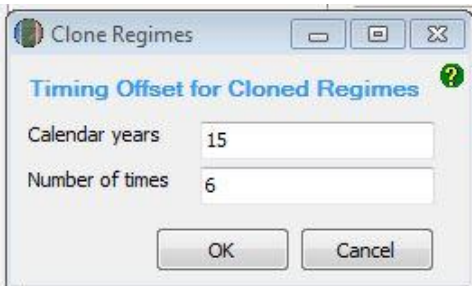 Clone Regimes
Timing Offset for Cloned Regimes
?
Calendar years 15
Number of times 6
OK Cancel